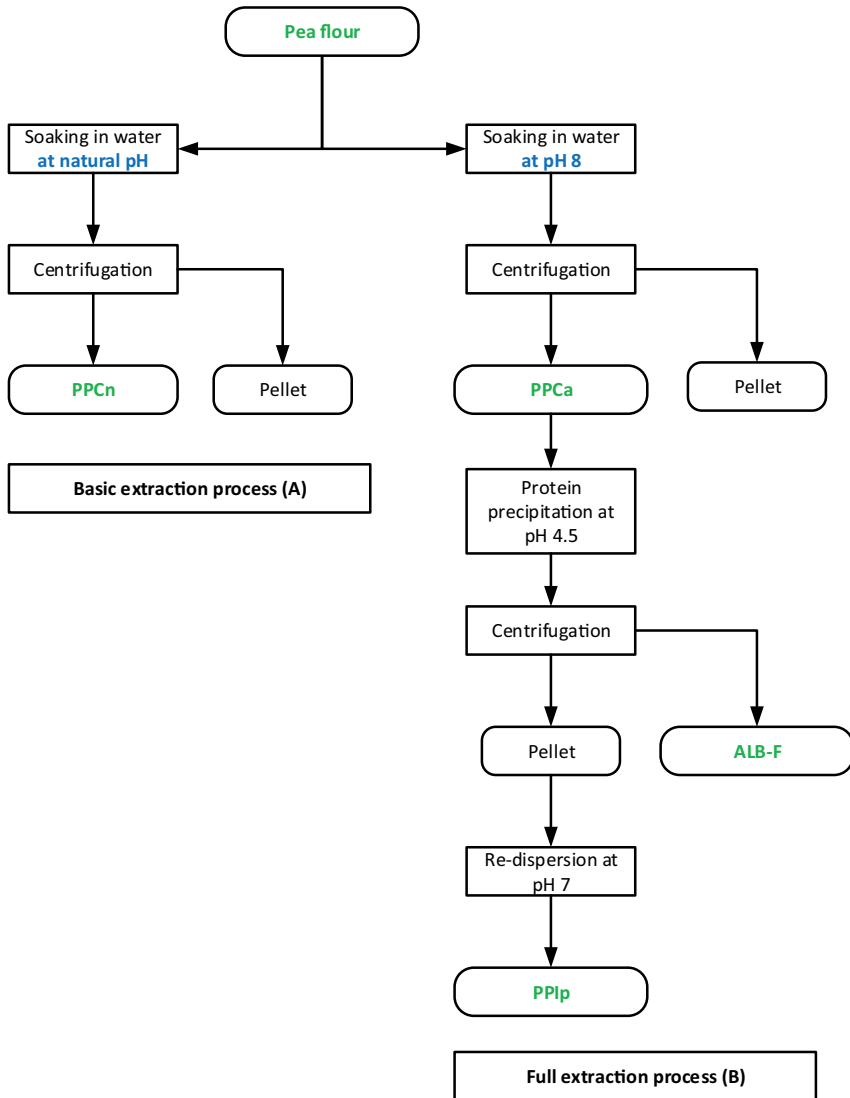 Pea flour
Soaking in water
at natural pH
Soaking in water
at pH 8
Centrifugation
Centrifugation
PPCn
Pellet
PPCa
Pellet
Basic extraction process (A)
Protein
precipitation at
pH 4.5
Centrifugation
Pellet
ALB-F
Re-dispersion at
pH 7
PPIp
Full extraction process (B)